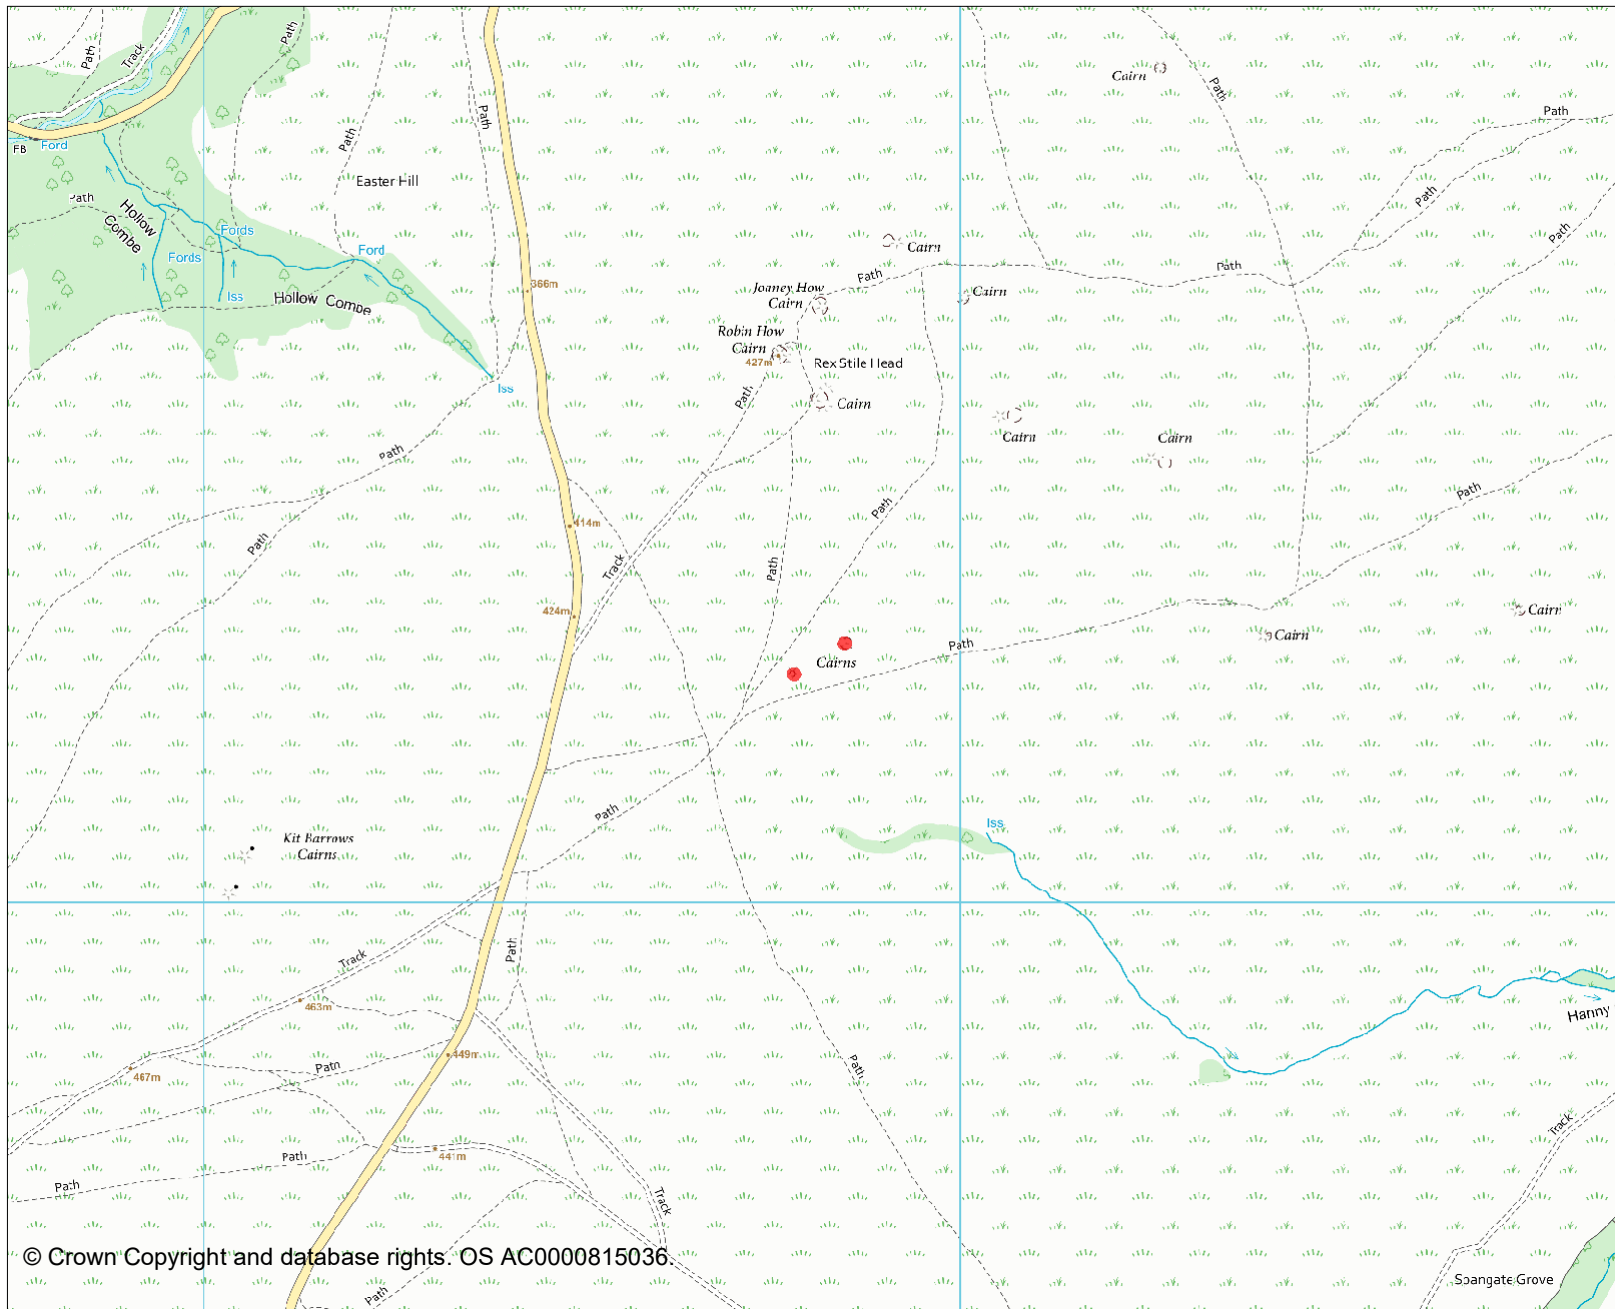 Path
Track
Path
Path
Path
Cairn
Path
Path
FB
Ford
Path
Easter Hill
Path
Path
Hollow
Combe
Fords
Fords
Iss
Ford
Hollow Combe
366m
Cairn
Path
Path
Path
Joaney How
Cairn
Cairn
Robin How
Cairn
427m
Rex Stile Head
Iss
Path
Cairn
Cairn
Cairn
Path
Path
Path
Path
414m
Track
Path
424m
Cairn
Cairn
Path
Cairns
Path
Kit Barrows
Cairns
Iss
Path
Track
463m
Hanny
449m
Path
467m
Path
Track
Path
441m
Path
Track
© Crown Copyright and database rights. OS AC0000815036.
Path
Spangate Grove